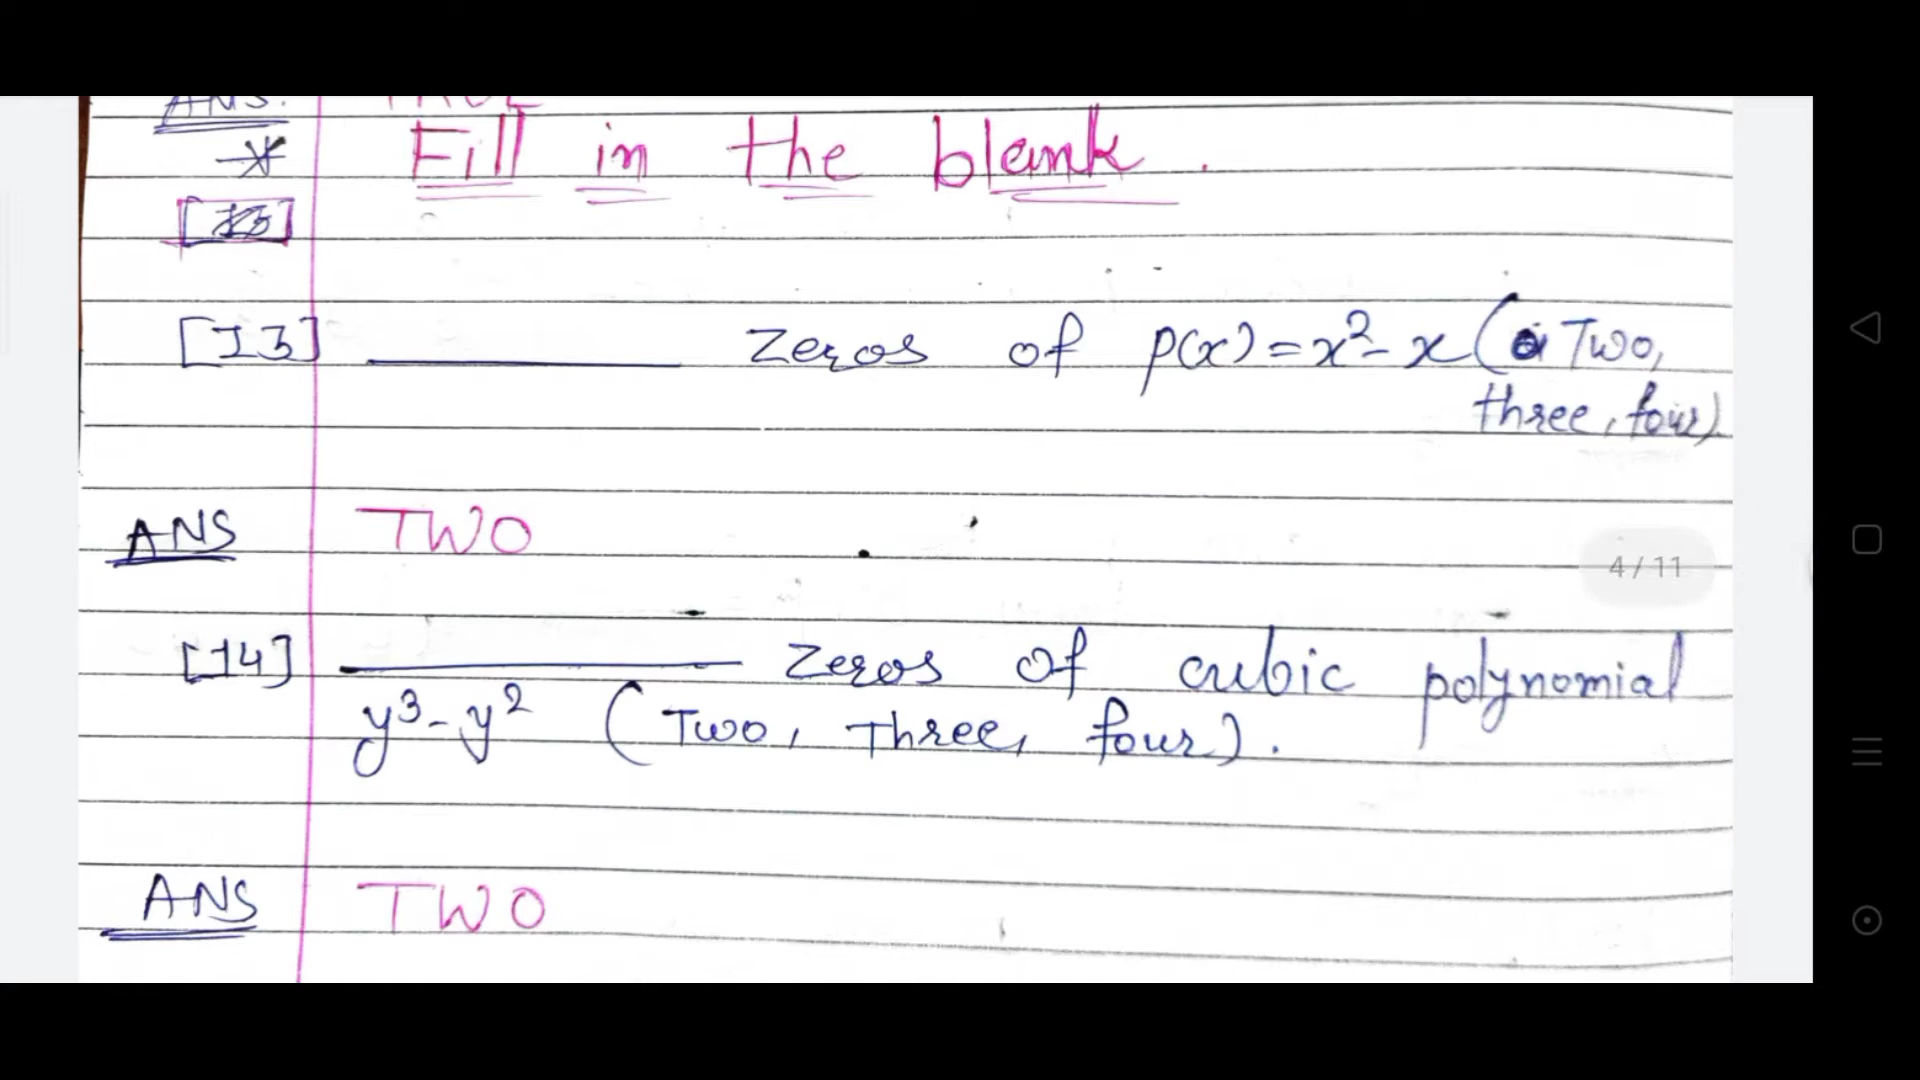 ANS.
Fill in the blank.
[13] ________ zeros of p(x) = x² - x (Two,
three, four)
ANS TWO
4 / 11
[14] ________ zeros of cubic polynomial
y³ - y² (Two, Three, four).
ANS TWO